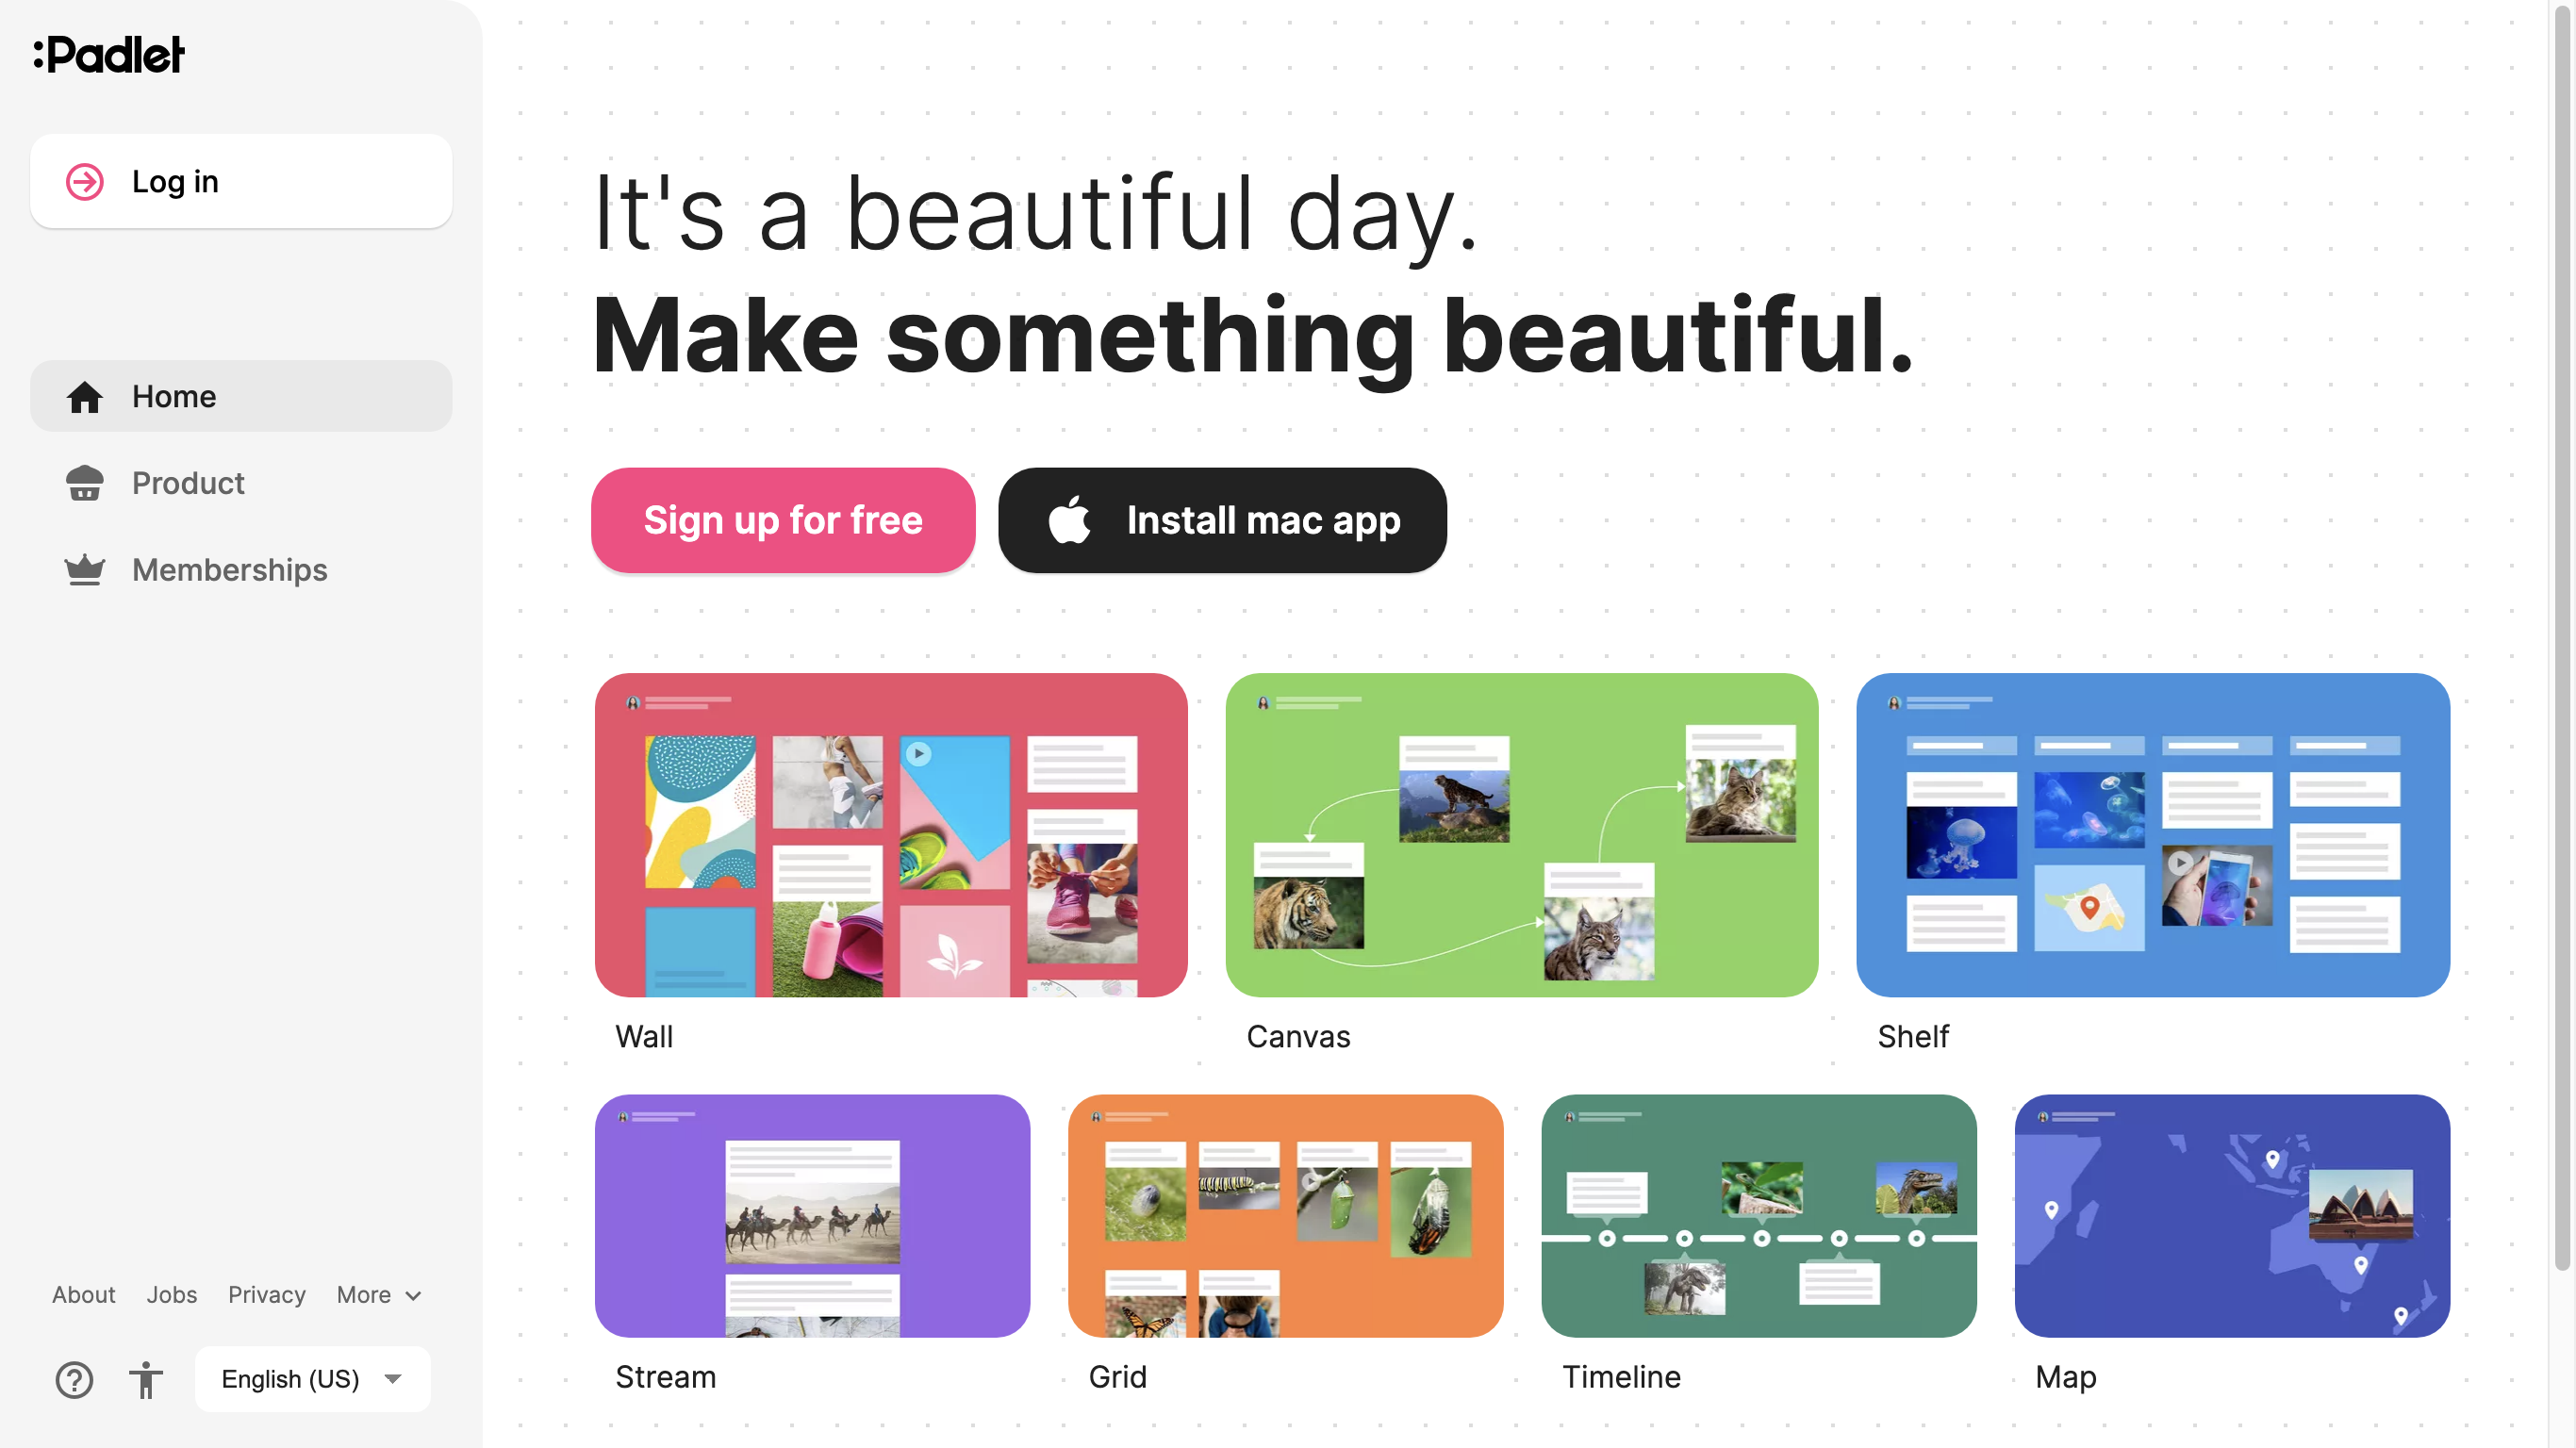 :Padlet
Log in
Home
Product
Memberships
About Jobs Privacy More
English (US)
It's a beautiful day.
Make something beautiful.
Sign up for free
Install mac app
Wall
Canvas
Shelf
Stream
Grid
Timeline
Map